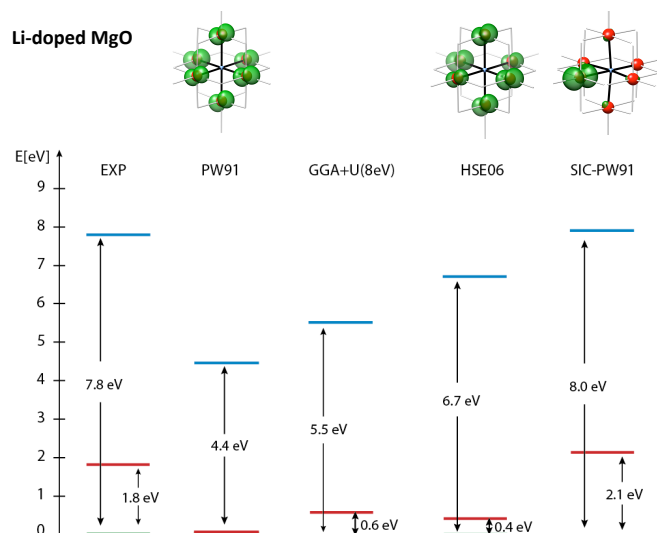 Li-doped MgO
E[eV]
EXP
PW91
GGA+U(8eV)
HSE06
SIC-PW91
9
8
7
6
5
4
3
2
1
0
7.8 eV
1.8 eV
4.4 eV
5.5 eV
0.6 eV
6.7 eV
0.4 eV
8.0 eV
2.1 eV